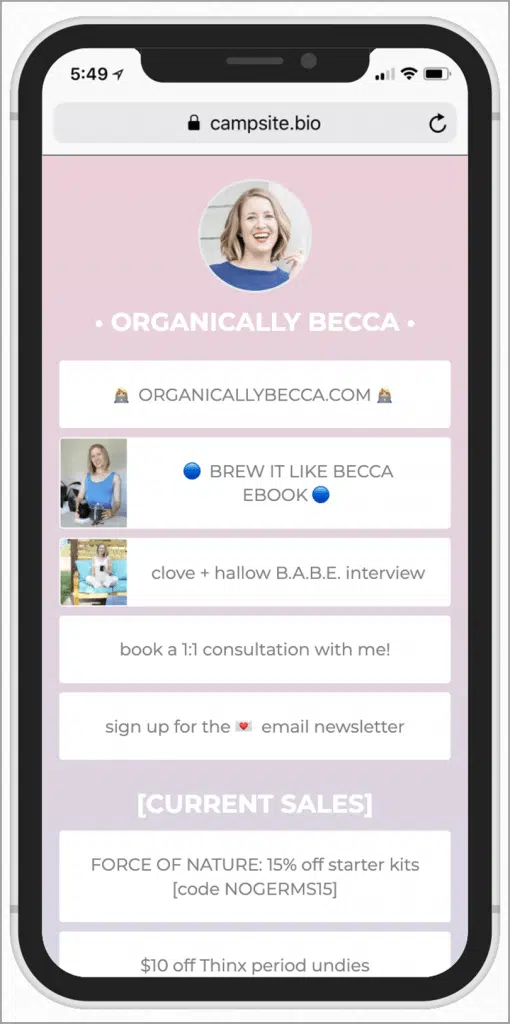 5:49
campsite.bio
• ORGANICALLY BECCA •
👩‍💻 ORGANICALLYBECCA.COM 👩‍💻
🔵 BREW IT LIKE BECCA
EBOOK 🔵
clove + hallow B.A.B.E. interview
book a 1:1 consultation with me!
sign up for the 💌 email newsletter
[CURRENT SALES]
FORCE OF NATURE: 15% off starter kits
[code NOGERMS15]
$10 off Thinx period undies